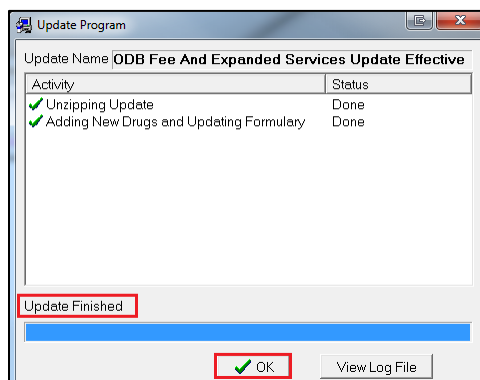 Update Program
Update Name ODB Fee And Expanded Services Update Effective
Activity Status
Unzipping Update Done
Adding New Drugs and Updating Formulary Done
Update Finished
OK View Log File